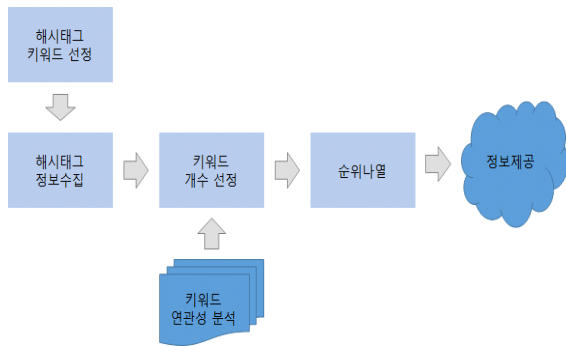 해시태그
키워드 선정
해시태그
정보수집
키워드
개수 선정
순위나열
정보제공
키워드
연관성 분석